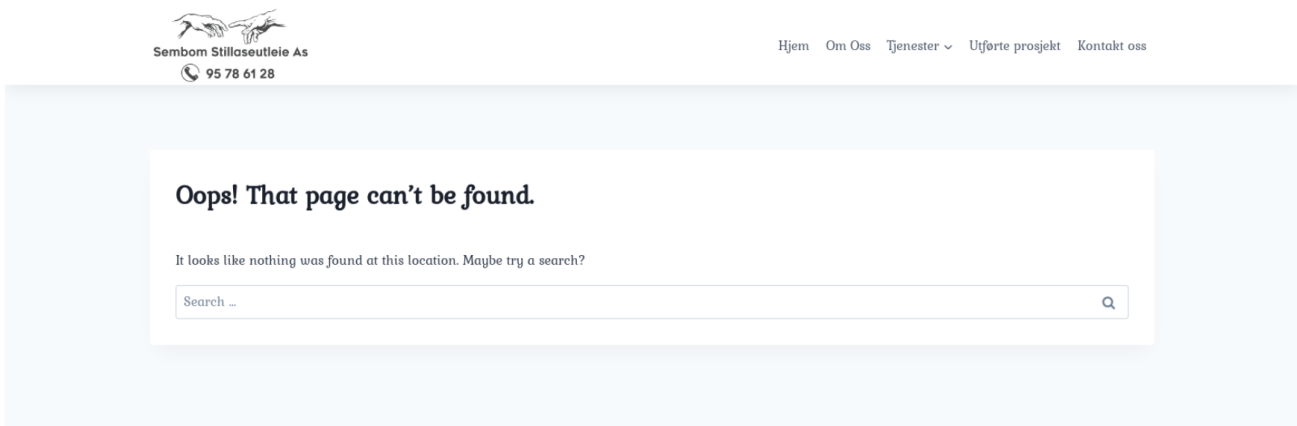 Sembom Stillaseutleie As
95 78 61 28
Hjem Om Oss Tjenester Utførte prosjekt Kontakt oss
Oops! That page can’t be found.
It looks like nothing was found at this location. Maybe try a search?
Search …